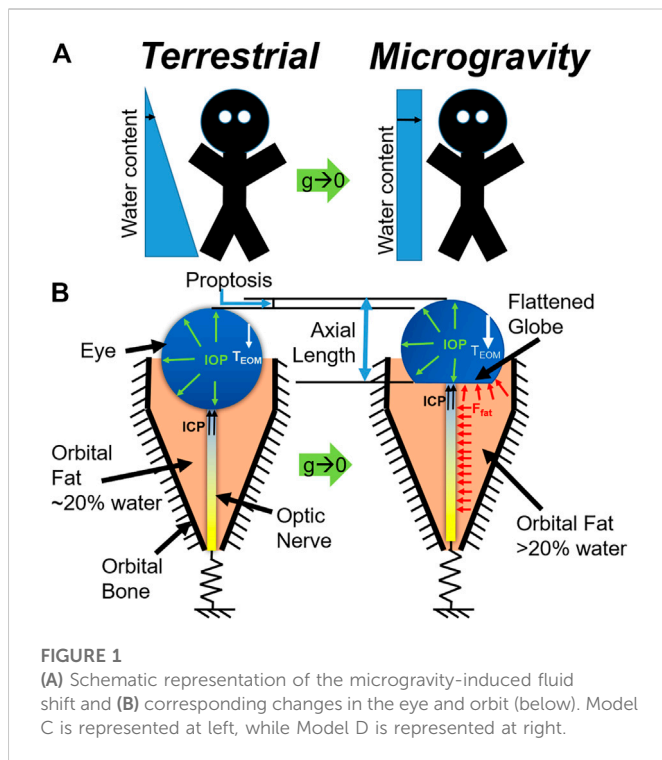 A
Terrestrial
Microgravity
Water content
g→0
Water content
B
Proptosis
Flattened
Globe
Eye
IOP
T_EOM
Axial
Length
IOP
T_EOM
ICP
ICP
F_fat
Orbital
Fat
~20% water
g→0
Optic
Nerve
Orbital Fat
>20% water
Orbital
Bone
FIGURE 1
(A) Schematic representation of the microgravity-induced fluid
shift and (B) corresponding changes in the eye and orbit (below). Model
C is represented at left, while Model D is represented at right.